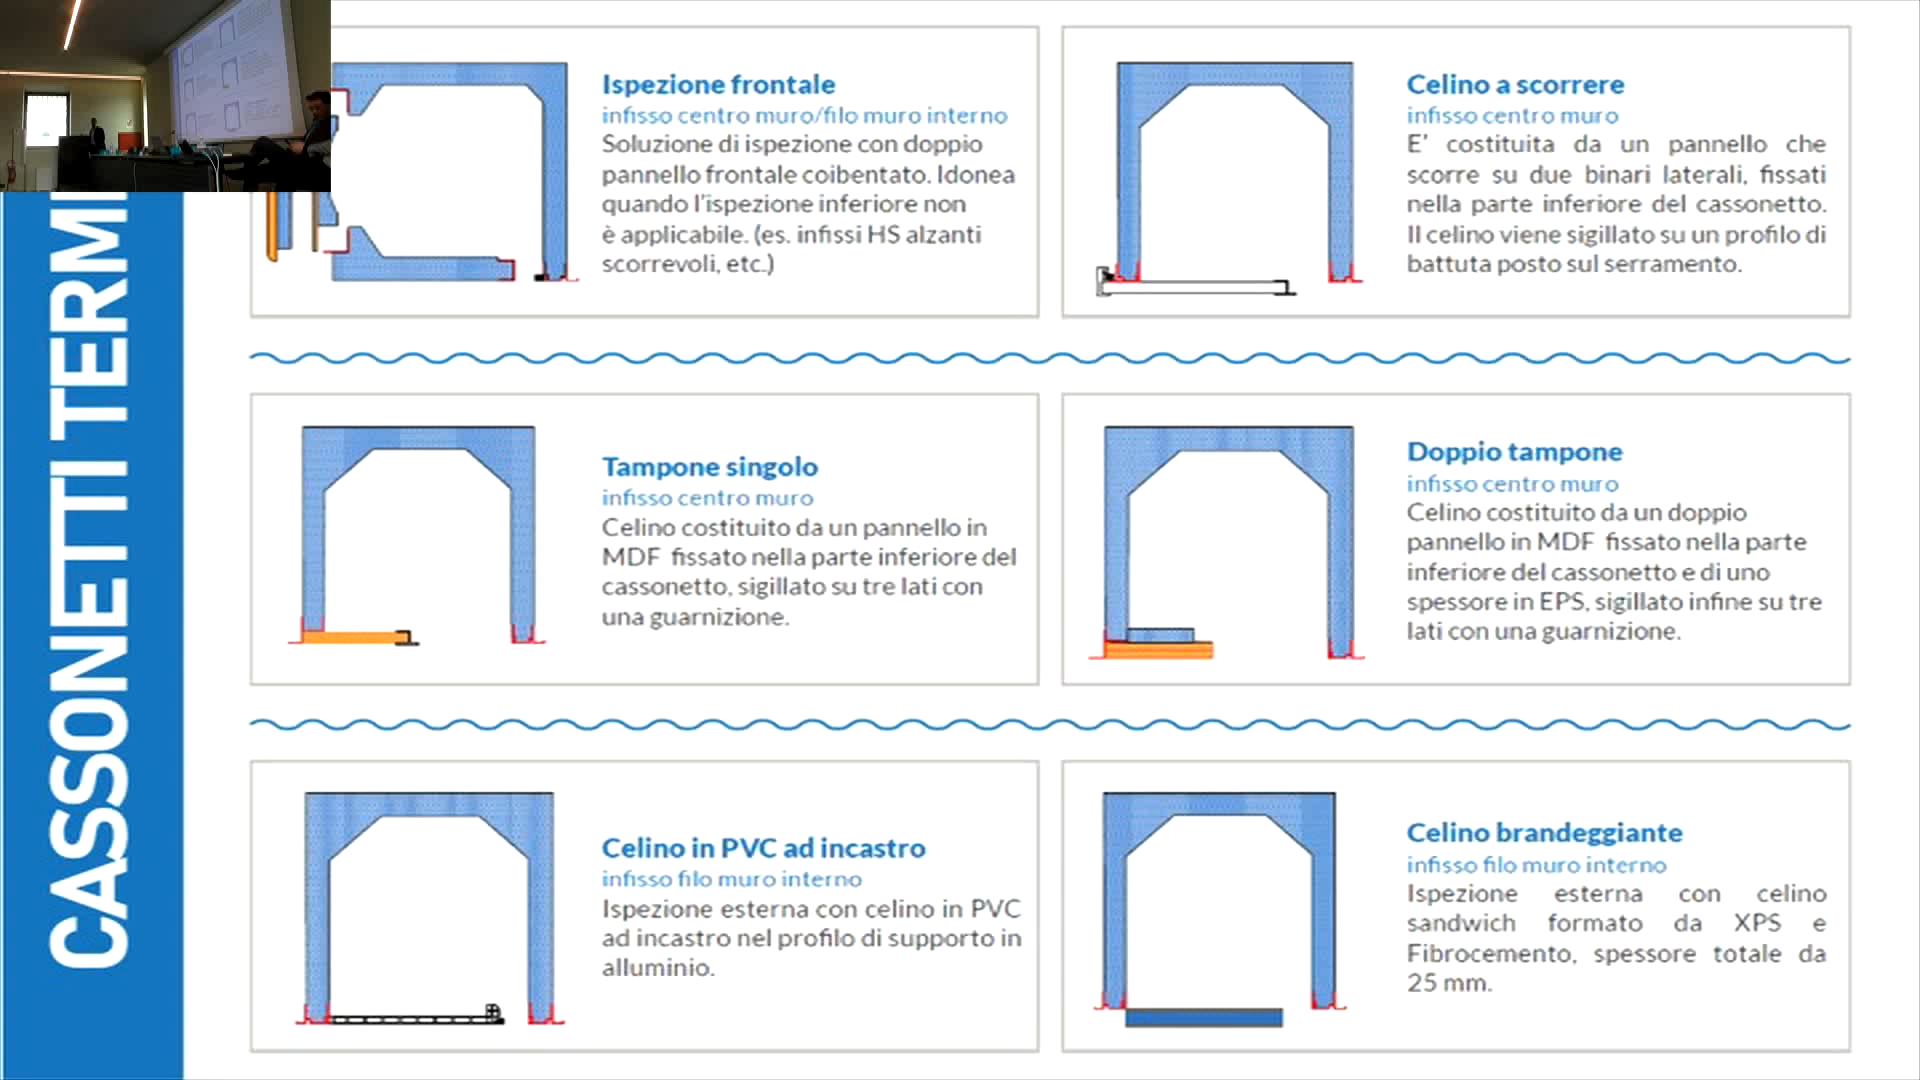 CASSONETTI TERMI
Ispezione frontale
infisso centro muro/filo muro interno
Soluzione di ispezione con doppio
pannello frontale coibentato. Idonea
quando l'ispezione inferiore non
è applicabile. (es. infissi HS alzanti
scorrevoli, etc.)
Celino a scorrere
infisso centro muro
E' costituita da un pannello che
scorre su due binari laterali, fissati
nella parte inferiore del cassonetto.
Il celino viene sigillato su un profilo di
battuta posto sul serramento.
Tampone singolo
infisso centro muro
Celino costituito da un pannello in
MDF fissato nella parte inferiore del
cassonetto, sigillato su tre lati con
una guarnizione.
Doppio tampone
infisso centro muro
Celino costituito da un doppio
pannello in MDF fissato nella parte
inferiore del cassonetto e di uno
spessore in EPS, sigillato infine su tre
lati con una guarnizione.
Celino in PVC ad incastro
infisso filo muro interno
Ispezione esterna con celino in PVC
ad incastro nel profilo di supporto in
alluminio.
Celino brandeggiante
infisso filo muro interno
Ispezione esterna con celino
sandwich formato da XPS e
Fibrocemento, spessore totale da
25 mm.